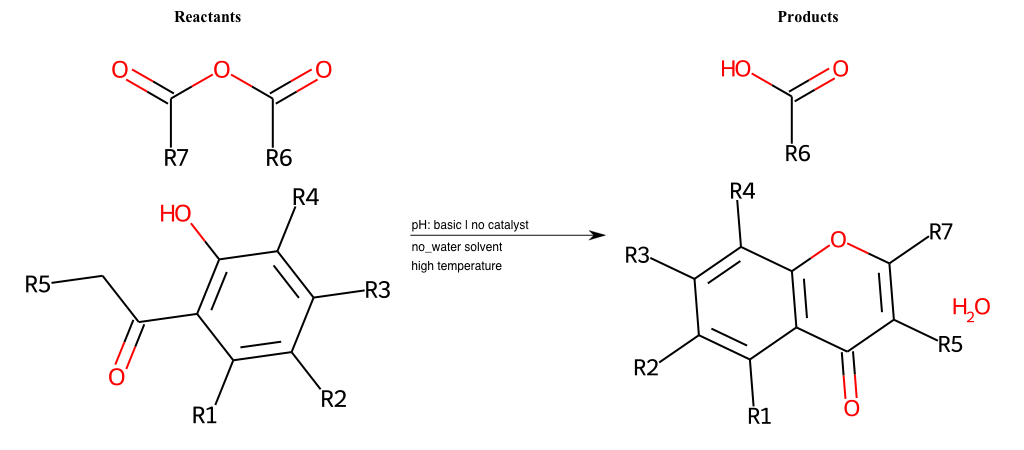 Reactants
Products
O
O
O
R7
R6
HO
O
R6
HO
R4
R5
R3
O
R1
R2
pH: basic | no catalyst
no_water solvent
high temperature
R4
R3
O
R7
H2O
R2
R5
R1
O